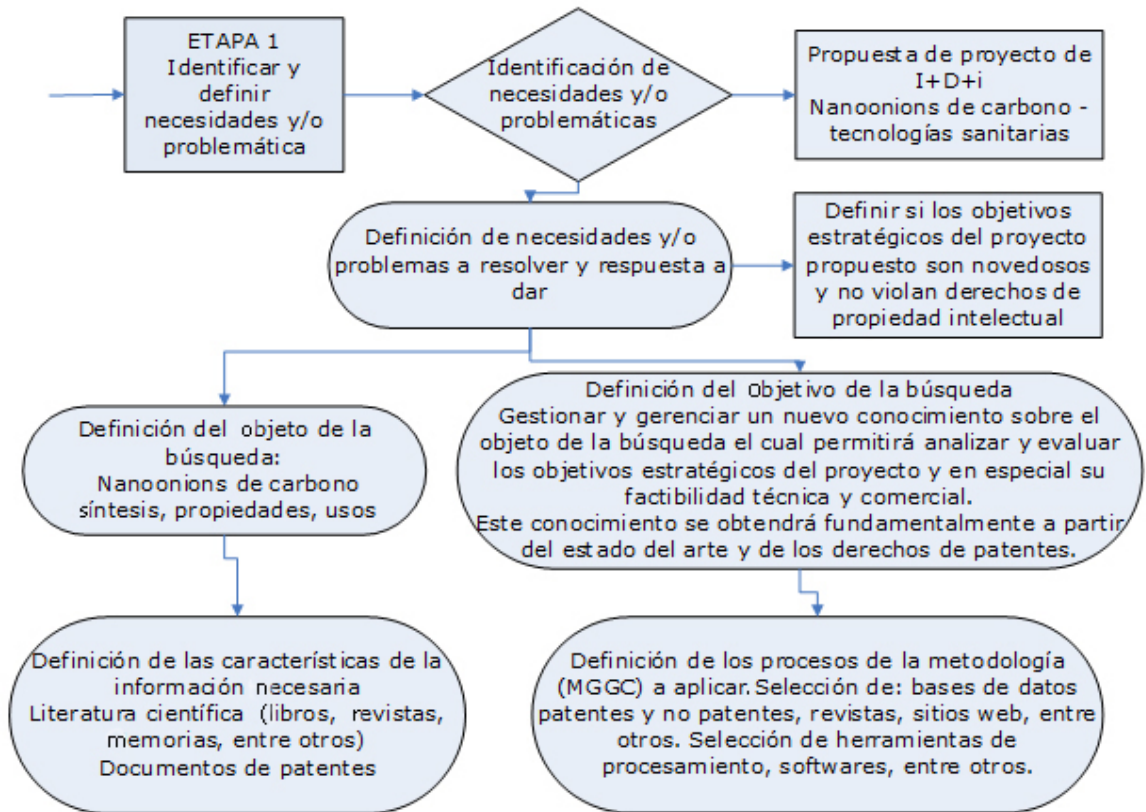 ETAPA 1
Identificar y
definir
necesidades y/o
problemática
Identificación de
necesidades y/o
problemáticas
Propuesta de proyecto de
I+D+i
Nanoonions de carbono -
tecnologías sanitarias
Definición de necesidades y/o
problemas a resolver y respuesta a
dar
Definir si los objetivos
estratégicos del proyecto
propuesto son novedosos
y no violan derechos de
propiedad intelectual
Definición del objeto de la
búsqueda:
Nanoonions de carbono
síntesis, propiedades, usos
Definición del Objetivo de la búsqueda
Gestionar y gerenciar un nuevo conocimiento sobre el
objeto de la búsqueda el cual permitirá analizar y evaluar
los objetivos estratégicos del proyecto y en especial su
factibilidad técnica y comercial.
Este conocimiento se obtendrá fundamentalmente a partir
del estado del arte y de los derechos de patentes.
Definición de las características de la
información necesaria
Literatura científica (libros, revistas,
memorias, entre otros)
Documentos de patentes
Definición de los procesos de la metodología
(MGGC) a aplicar. Selección de: bases de datos
patentes y no patentes, revistas, sitios web, entre
otros. Selección de herramientas de
procesamiento, softwares, entre otros.